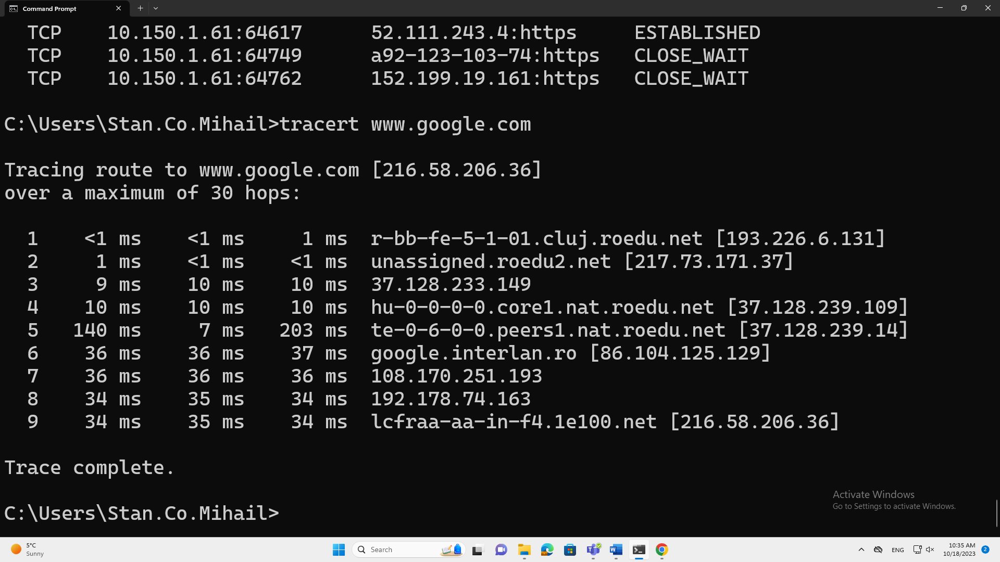 Command Prompt
TCP 10.150.1.61:64617 52.111.243.4:https ESTABLISHED
TCP 10.150.1.61:64749 a92-123-103-74:https CLOSE_WAIT
TCP 10.150.1.61:64762 152.199.19.161:https CLOSE_WAIT
C:\Users\Stan.Co.Mihail>tracert www.google.com
Tracing route to www.google.com [216.58.206.36]
over a maximum of 30 hops:
1 <1 ms <1 ms 1 ms r-bb-fe-5-1-01.cluj.roedu.net [193.226.6.131]
2 1 ms <1 ms <1 ms unassigned.roedu2.net [217.73.171.37]
3 9 ms 10 ms 10 ms 37.128.233.149
4 10 ms 10 ms 10 ms hu-0-0-0-0.core1.nat.roedu.net [37.128.239.109]
5 140 ms 7 ms 203 ms te-0-6-0-0.peers1.nat.roedu.net [37.128.239.14]
6 36 ms 36 ms 37 ms google.interlan.ro [86.104.125.129]
7 36 ms 36 ms 36 ms 108.170.251.193
8 34 ms 35 ms 34 ms 192.178.74.163
9 34 ms 35 ms 34 ms lcfraa-aa-in-f4.1e100.net [216.58.206.36]
Trace complete.
C:\Users\Stan.Co.Mihail>
Activate Windows
Go to Settings to activate Windows.
5°C
Sunny
Search
ENG
10:35 AM
10/18/2023
2